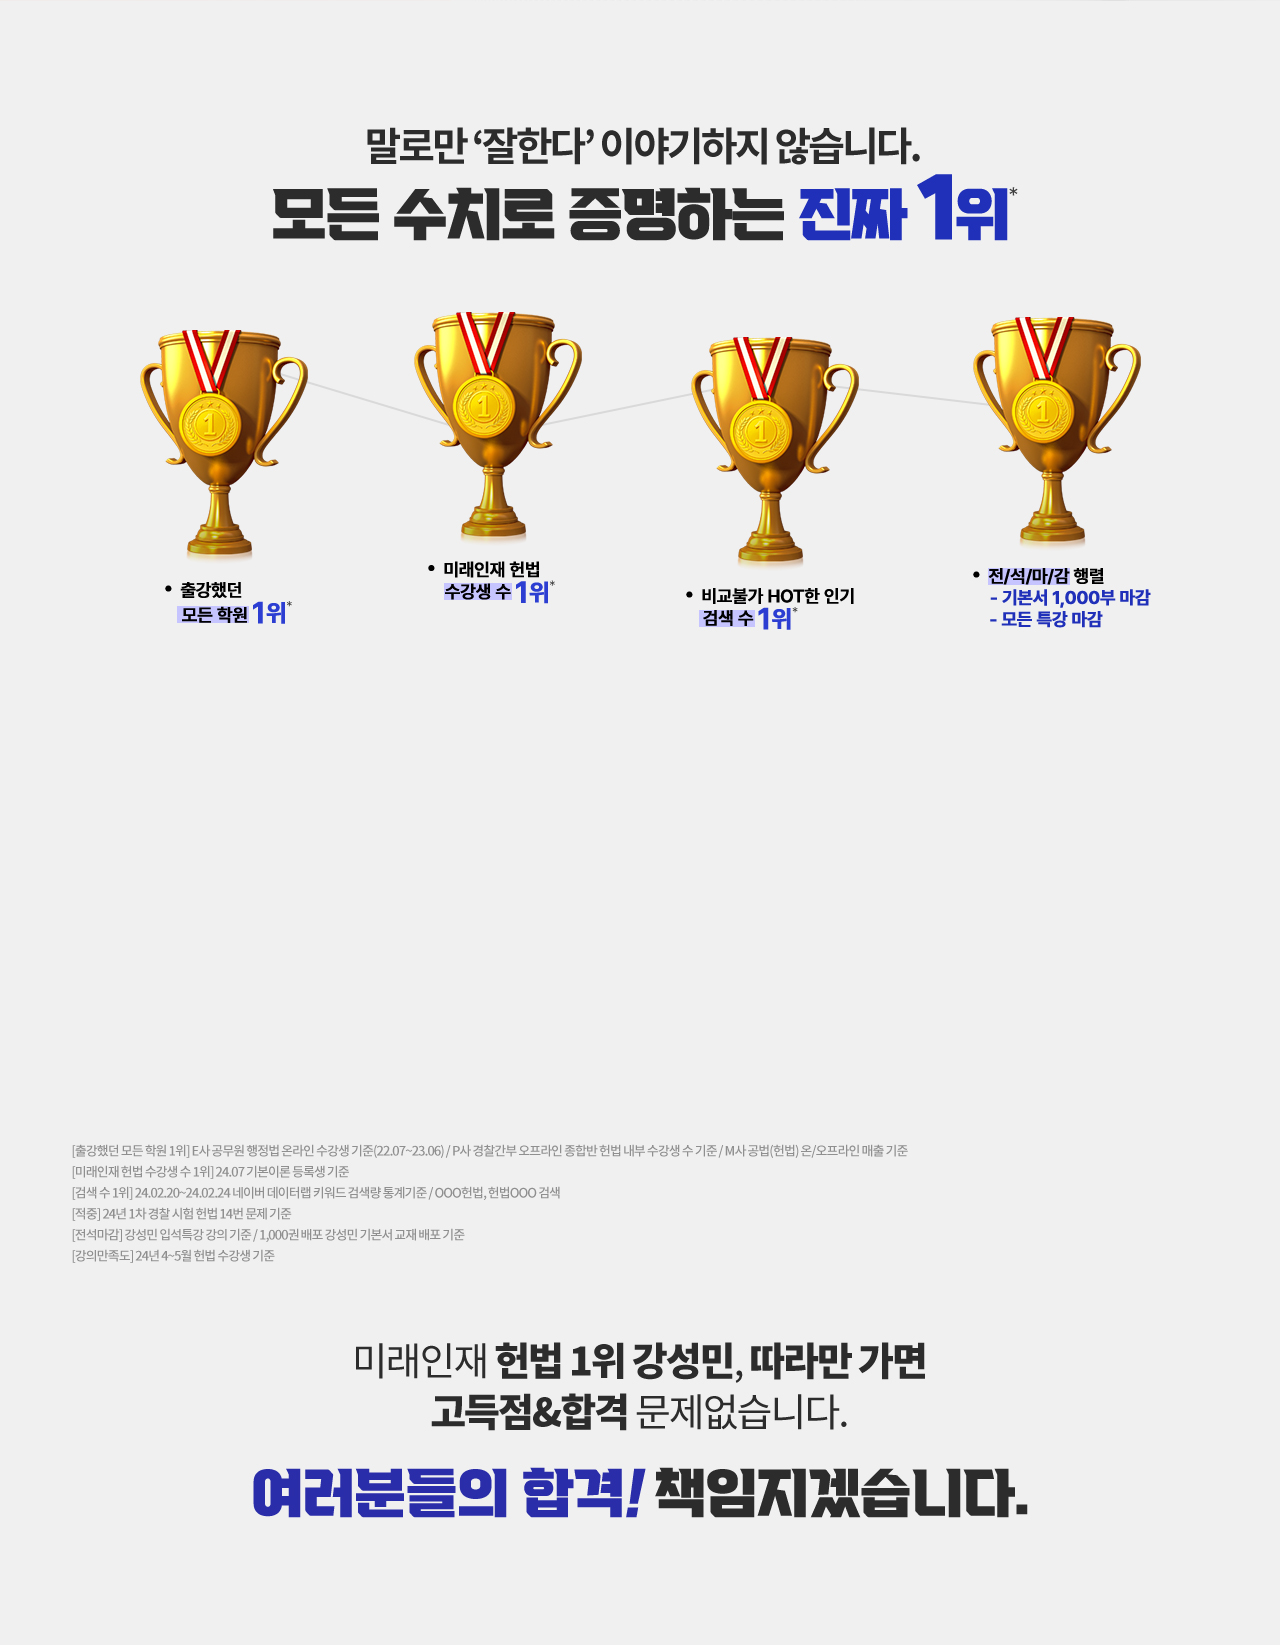 말로만 ‘잘한다’ 이야기하지 않습니다.
모든 수치로 증명하는 진짜 1위*
1
1
1
1
• 출강했던
모든 학원 1위*
• 미래인재 헌법
수강생 수 1위*
• 비교불가 HOT한 인기
검색 수 1위*
• 전/석/마/감 행렬
- 기본서 1,000부 마감
- 모든 특강 마감
[출강했던 모든 학원 1위] E사 공무원 행정법 온라인 수강생 기준(22.07~23.06) / P사 경찰간부 오프라인 종합반 헌법 내부 수강생 수 기준 / M사 공법(헌법) 온/오프라인 매출 기준
[미래인재 헌법 수강생 수 1위] 24.07 기본이론 등록생 기준
[검색 수 1위] 24.02.20~24.02.24 네이버 데이터랩 키워드 검색량 통계기준 / OOO헌법, 헌법OOO 검색
[적중] 24년 1차 경찰 시험 헌법 14번 문제 기준
[전석마감] 강성민 입석특강 강의 기준 / 1,000권 배포 강성민 기본서 교재 배포 기준
[강의만족도] 24년 4~5월 헌법 수강생 기준
미래인재 헌법 1위 강성민, 따라만 가면
고득점&합격 문제없습니다.
여러분들의 합격! 책임지겠습니다.